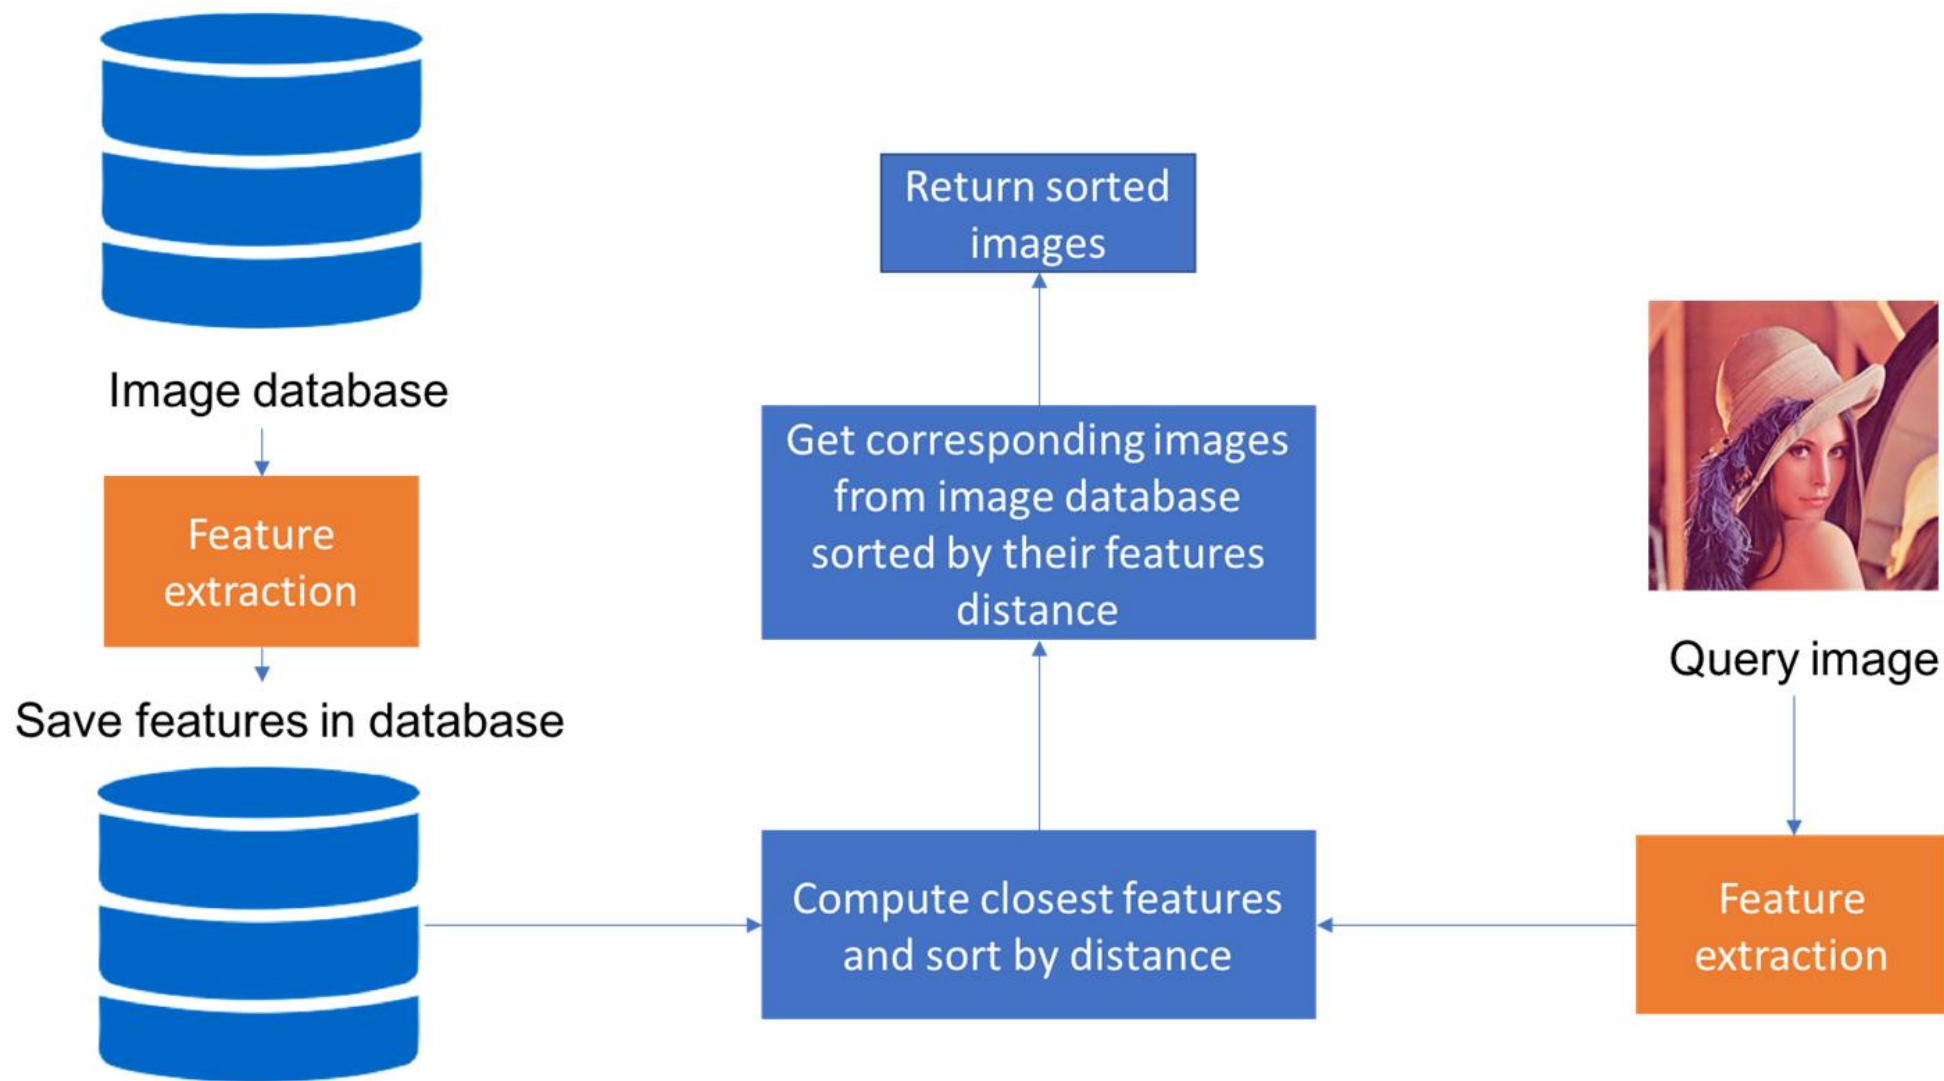 Image database
Feature
extraction
Save features in database
Return sorted
images
Get corresponding images
from image database
sorted by their features
distance
Compute closest features
and sort by distance
Query image
Feature
extraction